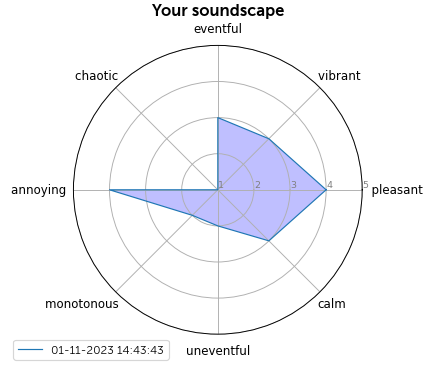 Your soundscape
eventful
chaotic
vibrant
annoying
1 2 3 4 5
pleasant
monotonous
calm
uneventful
01-11-2023 14:43:43